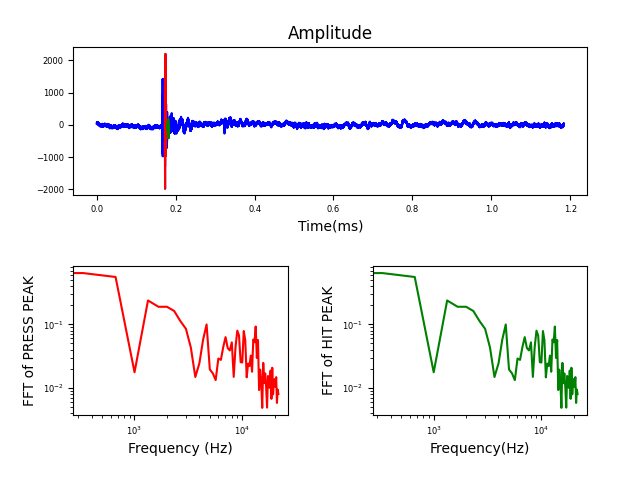 Amplitude
2000
1000
0
−1000
−2000
0.0 0.2 0.4 0.6 0.8 1.0 1.2
Time(ms)
FFT of PRESS PEAK
10⁻¹
10⁻²
10³ 10⁴
Frequency (Hz)
FFT of HIT PEAK
10⁻¹
10⁻²
10³ 10⁴
Frequency(Hz)